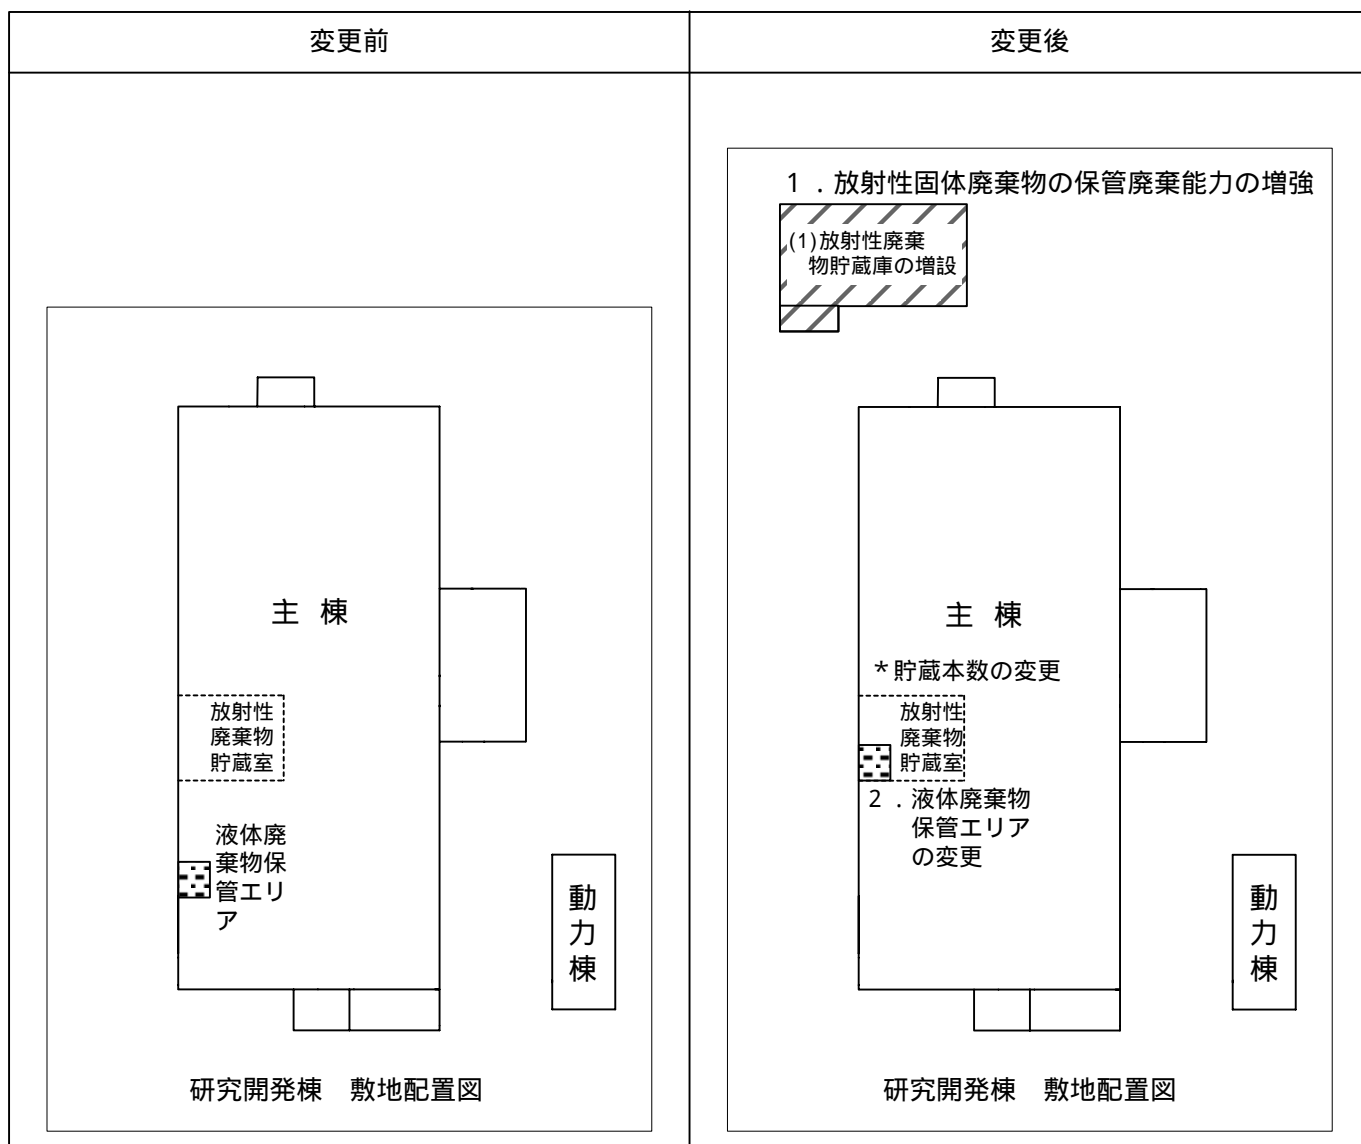 変更前
主 棟
放射性
廃棄物
貯蔵室
液体廃
棄物保
管エリ
ア
動
力
棟
研究開発棟　敷地配置図
変更後
1．放射性固体廃棄物の保管廃棄能力の増強
(1)放射性廃棄
物貯蔵庫の増設
主 棟
*貯蔵本数の変更
放射性
廃棄物
貯蔵室
2．液体廃棄物
保管エリア
の変更
動
力
棟
研究開発棟　敷地配置図